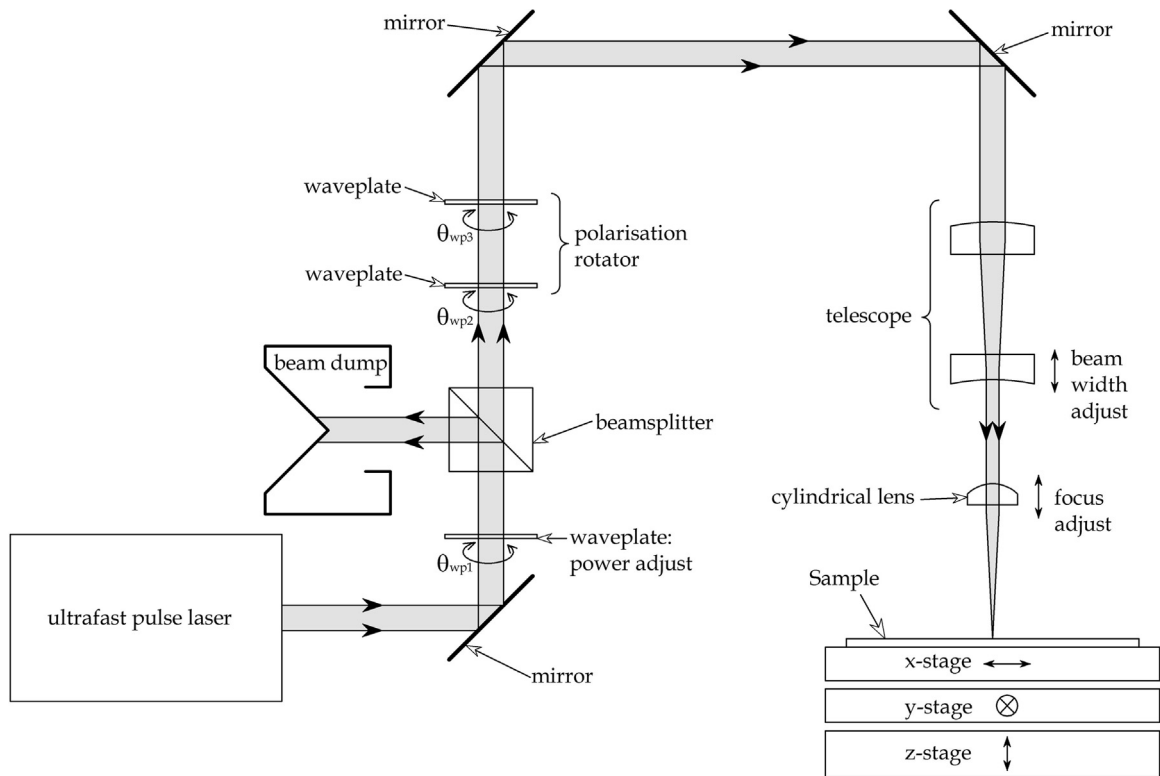 mirror
mirror
waveplate
θwp3
polarisation
rotator
waveplate
θwp2
telescope
beam dump
beam
width
adjust
beamsplitter
cylindrical lens
focus
adjust
waveplate:
power adjust
θwp1
ultrafast pulse laser
Sample
mirror
x-stage
y-stage
z-stage